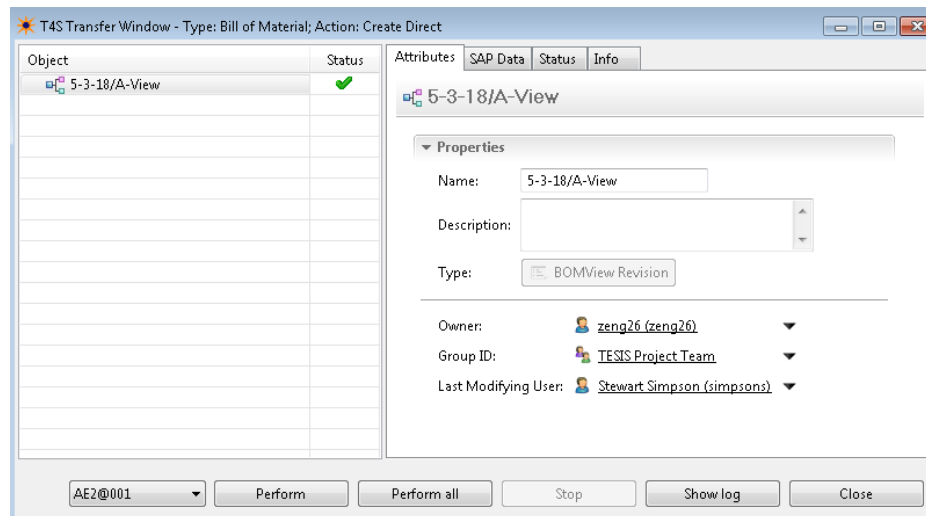 T4S Transfer Window - Type: Bill of Material; Action: Create Direct
Object Status
5-3-18/A-View
Attributes SAP Data Status Info
5-3-18/A-View
Properties
Name: 5-3-18/A-View
Description:
Type: BOMView Revision
Owner: zeng26 (zeng26)
Group ID: TESIS Project Team
Last Modifying User: Stewart Simpson (simpsons)
AE2@001 Perform Perform all Stop Show log Close